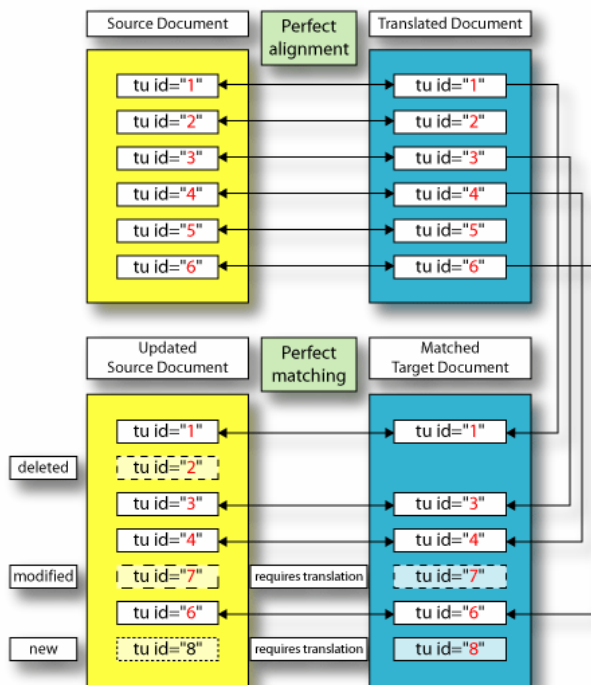 Source Document
Perfect
alignment
Translated Document
tu id="1"
tu id="1"
tu id="2"
tu id="2"
tu id="3"
tu id="3"
tu id="4"
tu id="4"
tu id="5"
tu id="5"
tu id="6"
tu id="6"
Updated
Source Document
Perfect
matching
Matched
Target Document
tu id="1"
tu id="1"
deleted
tu id="2"
tu id="3"
tu id="3"
tu id="4"
tu id="4"
modified
tu id="7"
requires translation
tu id="7"
tu id="6"
tu id="6"
new
tu id="8"
requires translation
tu id="8"